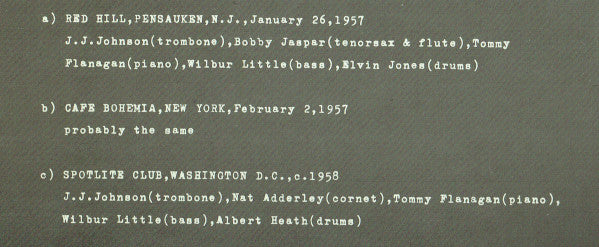 a) RED HILL,PENSAUKEN,N.J.,January 26,1957
J.J.Johnson(trombone),Bobby Jaspar(tenorsax & flute),Tommy
Flanagan(piano),Wilbur Little(bass),Elvin Jones(drums)
b) CAFE BOHEMIA,NEW YORK,February 2,1957
probably the same
c) SPOTLITE CLUB,WASHINGTON D.C.,c.1958
J.J.Johnson(trombone),Nat Adderley(cornet),Tommy Flanagan(piano),
Wilbur Little(bass),Albert Heath(drums)